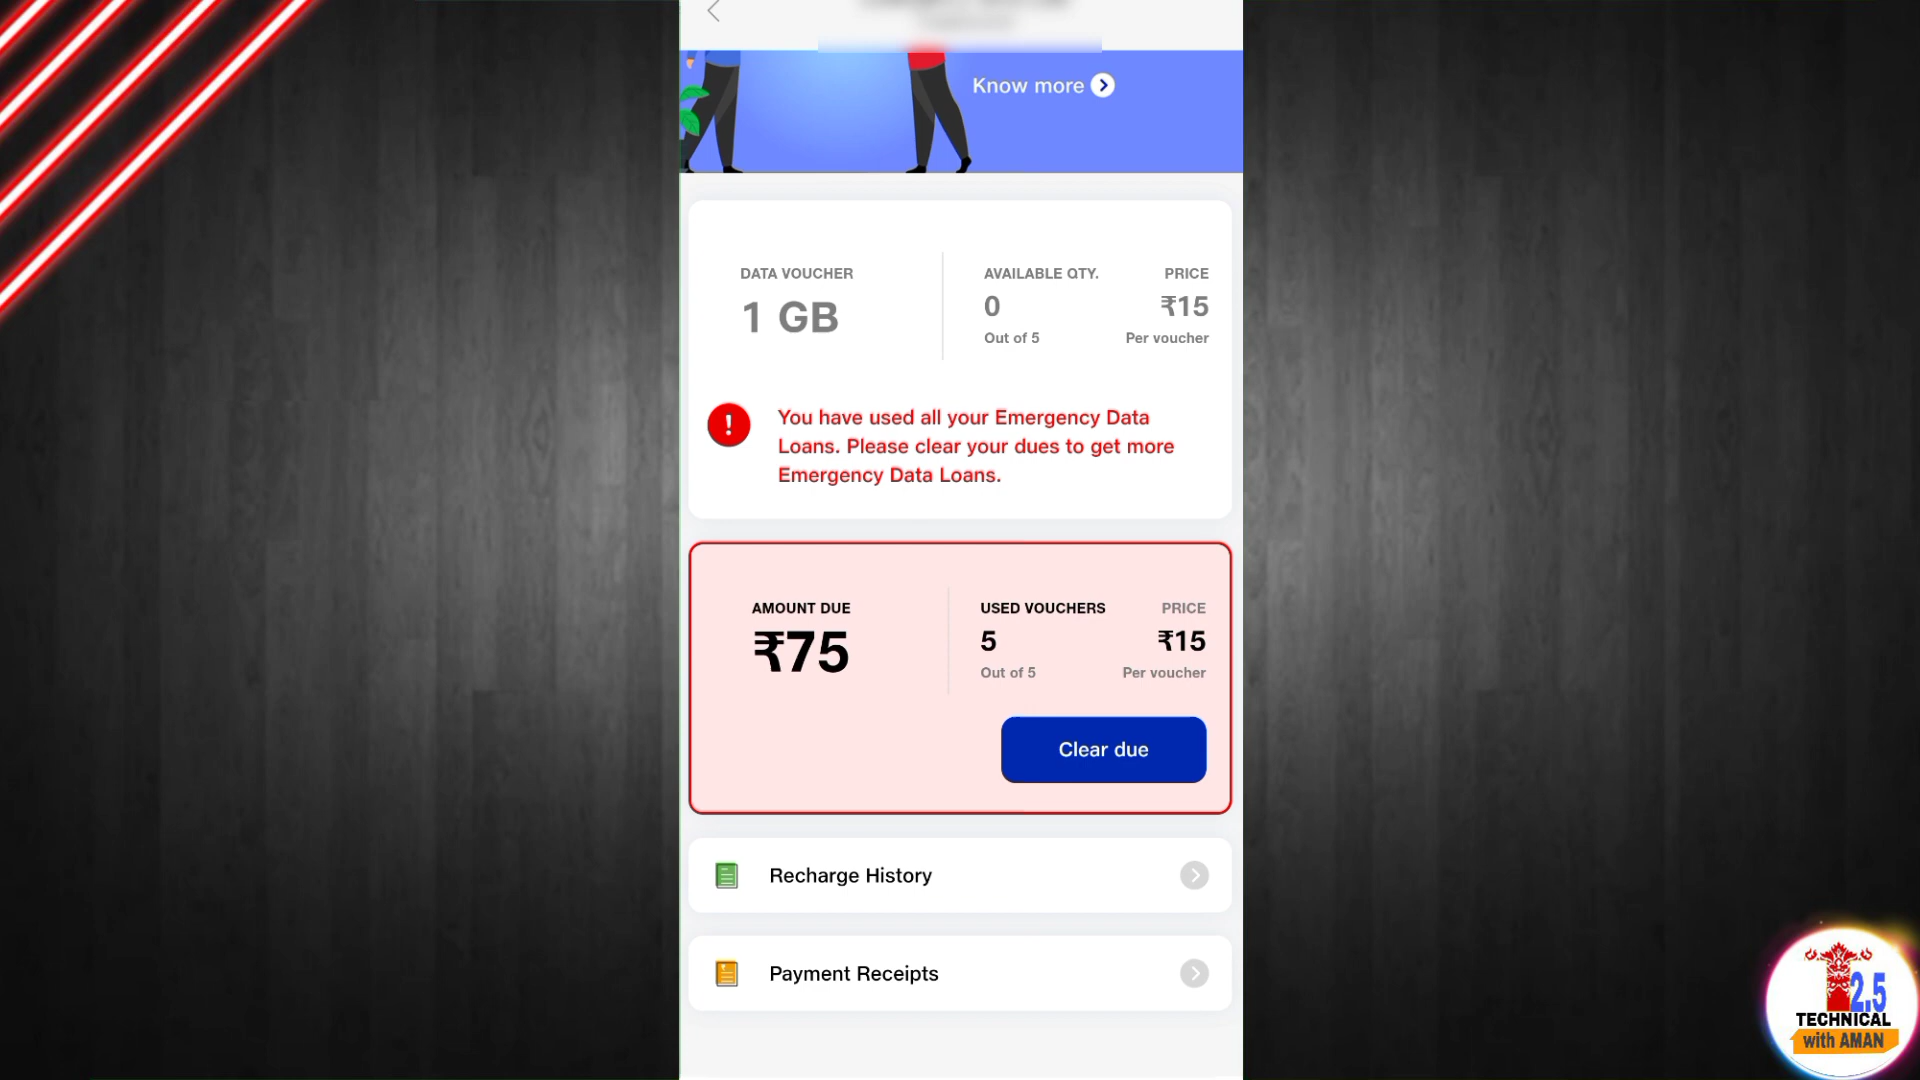 Know more
DATA VOUCHER
1 GB
AVAILABLE QTY.
0
Out of 5
PRICE
₹15
Per voucher
You have used all your Emergency Data
Loans. Please clear your dues to get more
Emergency Data Loans.
AMOUNT DUE
₹75
USED VOUCHERS
5
Out of 5
PRICE
₹15
Per voucher
Clear due
Recharge History
Payment Receipts
2.5
TECHNICAL
with AMAN